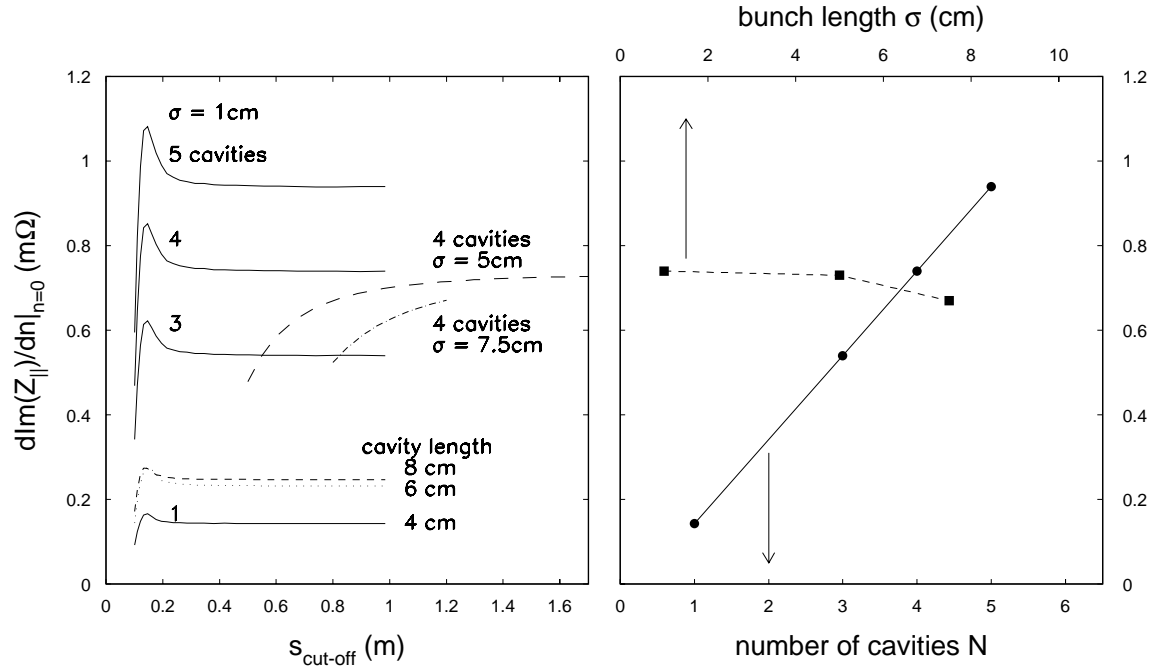 bunch length σ (cm)
0 2 4 6 8 10
1.2
1
0.8
0.6
0.4
0.2
0
dIm(Z||)/dn|n=0 (mΩ)
σ = 1cm
5 cavities
4
4 cavities
σ = 5cm
3
4 cavities
σ = 7.5cm
cavity length
8 cm
6 cm
1
4 cm
0 0.2 0.4 0.6 0.8 1 1.2 1.4 1.6
scut-off (m)
1.2
1
0.8
0.6
0.4
0.2
0
0 1 2 3 4 5 6
number of cavities N